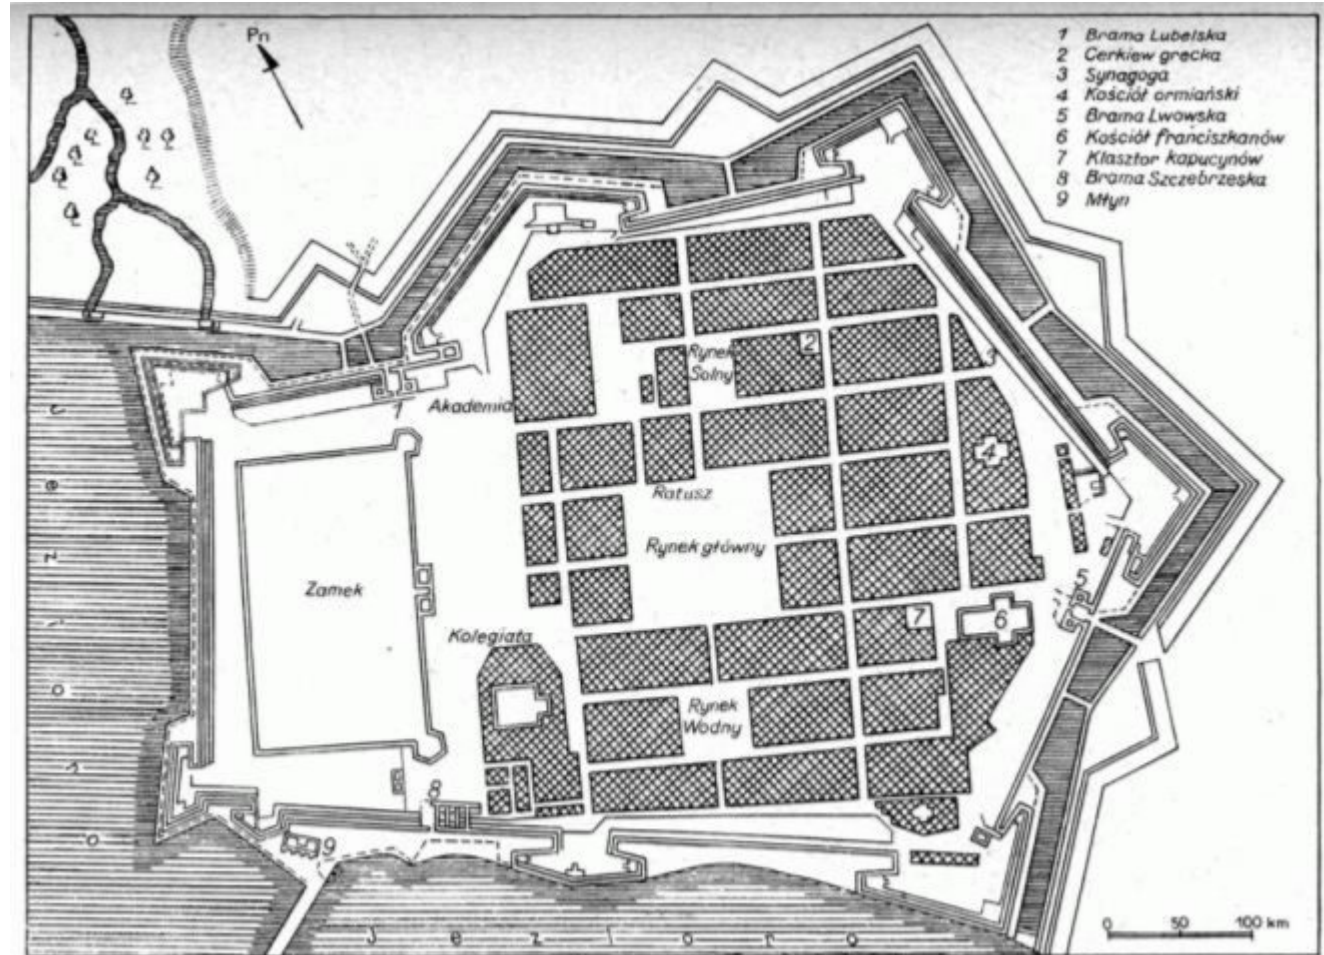 Pn
1 Brama Lubelska
2 Cerkiew grecka
3 Synagoga
4 Kościół ormiański
5 Brama Lwowska
6 Kościół franciszkanów
7 Klasztor kapucynów
8 Brama Szczebrzeska
9 Młyn
2
Rynek
Solny
3
1
Akademia
4
Ratusz
Rynek główny
5
Zamek
7
6
Kolegiata
Rynek
Wodny
8
9
Jezioro
Jezioro
0 50 100 km